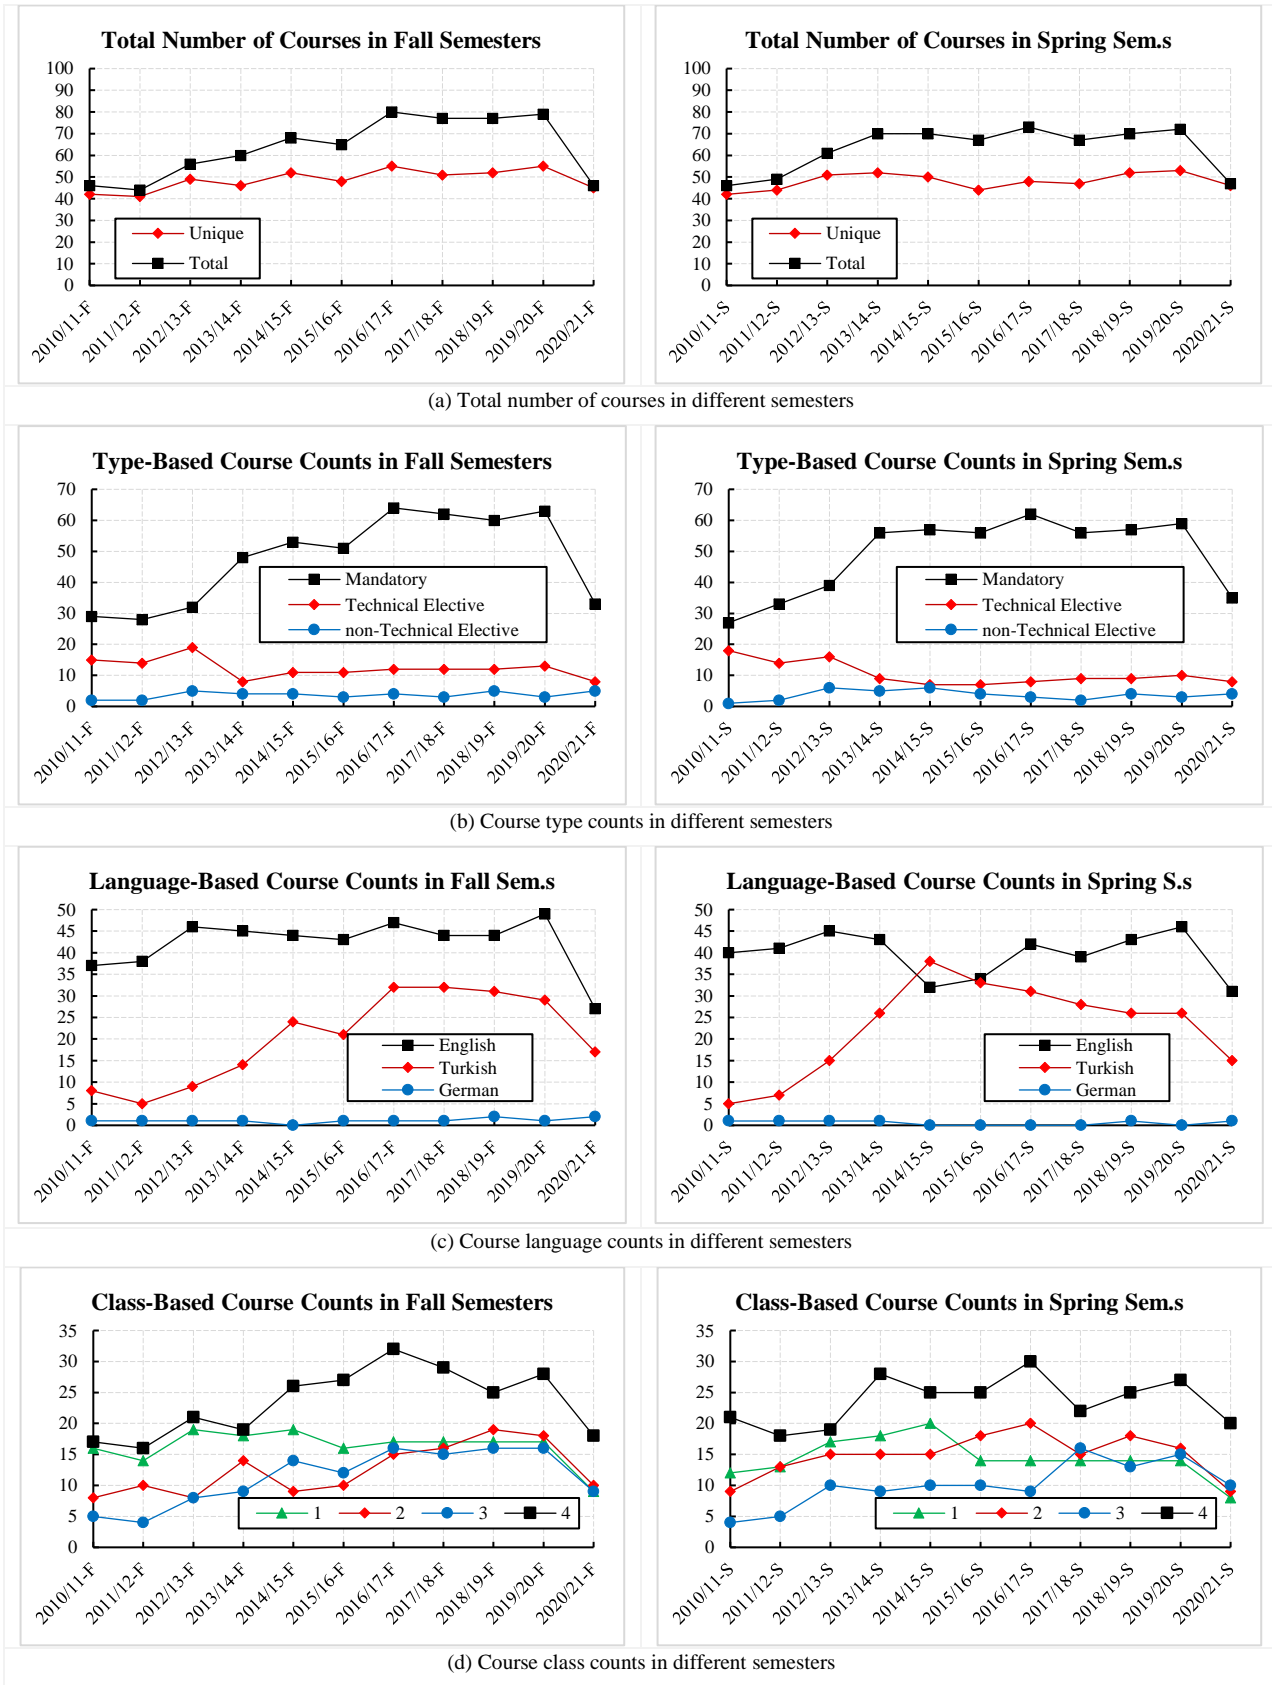 Total Number of Courses in Fall Semesters
100
90
80
70
60
50
40
30
20
10
0
Unique
Total
2010/11-F
2011/12-F
2012/13-F
2013/14-F
2014/15-F
2015/16-F
2016/17-F
2017/18-F
2018/19-F
2019/20-F
2020/21-F
Total Number of Courses in Spring Sem.s
100
90
80
70
60
50
40
30
20
10
0
Unique
Total
2010/11-S
2011/12-S
2012/13-S
2013/14-S
2014/15-S
2015/16-S
2016/17-S
2017/18-S
2018/19-S
2019/20-S
2020/21-S
(a) Total number of courses in different semesters
Type-Based Course Counts in Fall Semesters
70
60
50
40
30
20
10
0
Mandatory
Technical Elective
non-Technical Elective
2010/11-F
2011/12-F
2012/13-F
2013/14-F
2014/15-F
2015/16-F
2016/17-F
2017/18-F
2018/19-F
2019/20-F
2020/21-F
Type-Based Course Counts in Spring Sem.s
70
60
50
40
30
20
10
0
Mandatory
Technical Elective
non-Technical Elective
2010/11-S
2011/12-S
2012/13-S
2013/14-S
2014/15-S
2015/16-S
2016/17-S
2017/18-S
2018/19-S
2019/20-S
2020/21-S
(b) Course type counts in different semesters
Language-Based Course Counts in Fall Sem.s
50
45
40
35
30
25
20
15
10
5
0
English
Turkish
German
2010/11-F
2011/12-F
2012/13-F
2013/14-F
2014/15-F
2015/16-F
2016/17-F
2017/18-F
2018/19-F
2019/20-F
2020/21-F
Language-Based Course Counts in Spring S.s
50
45
40
35
30
25
20
15
10
5
0
English
Turkish
German
2010/11-S
2011/12-S
2012/13-S
2013/14-S
2014/15-S
2015/16-S
2016/17-S
2017/18-S
2018/19-S
2019/20-S
2020/21-S
(c) Course language counts in different semesters
Class-Based Course Counts in Fall Semesters
35
30
25
20
15
10
5
0
1 2 3 4
2010/11-F
2011/12-F
2012/13-F
2013/14-F
2014/15-F
2015/16-F
2016/17-F
2017/18-F
2018/19-F
2019/20-F
2020/21-F
Class-Based Course Counts in Spring Sem.s
35
30
25
20
15
10
5
0
1 2 3 4
2010/11-S
2011/12-S
2012/13-S
2013/14-S
2014/15-S
2015/16-S
2016/17-S
2017/18-S
2018/19-S
2019/20-S
2020/21-S
(d) Course class counts in different semesters